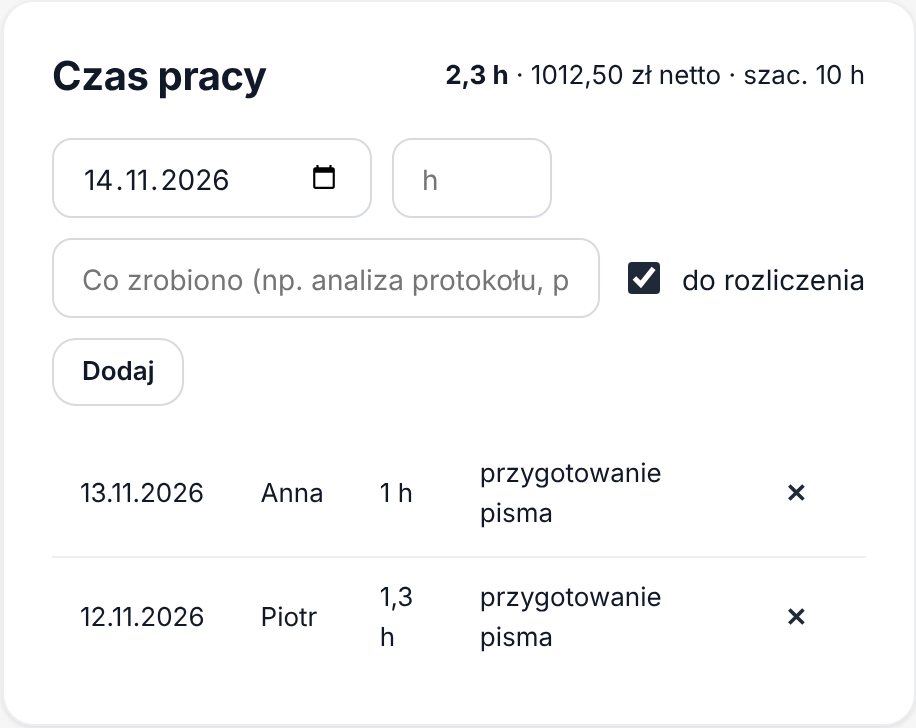 Czas pracy
2,3 h · 1012,50 zł netto · szac. 10 h
14.11.2026
h
Co zrobiono (np. analiza protokołu, p
do rozliczenia
Dodaj
13.11.2026 Anna 1 h przygotowanie
pisma
×
12.11.2026 Piotr 1,3
h
przygotowanie
pisma
×